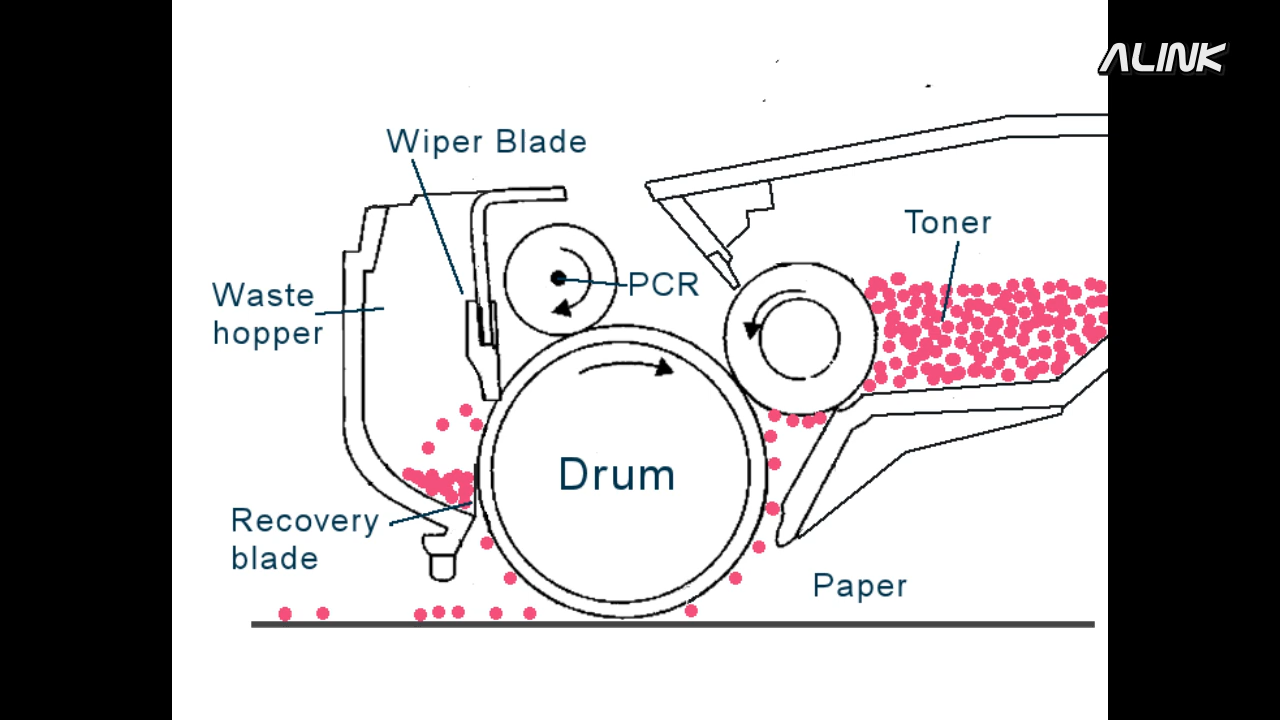 ALINK
Wiper Blade
Toner
PCR
Waste
hopper
Drum
Recovery
blade
Paper